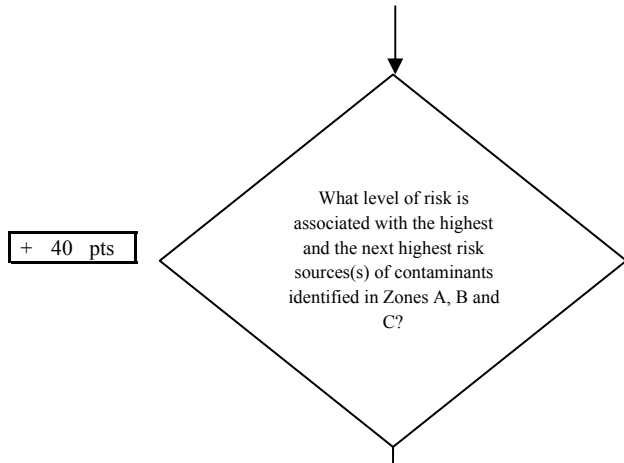 What level of risk is
associated with the highest
and the next highest risk
sources(s) of contaminants
identified in Zones A, B and
C?
+ 40 pts